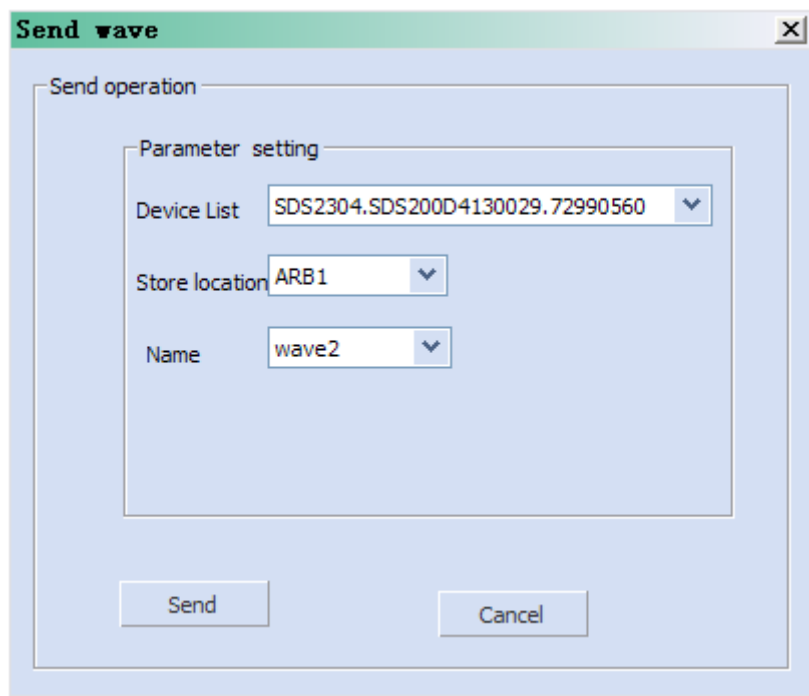 Send wave
Send operation
Parameter setting
Device List SDS2304.SDS200D4130029.72990560
Store location ARB1
Name wave2
Send Cancel